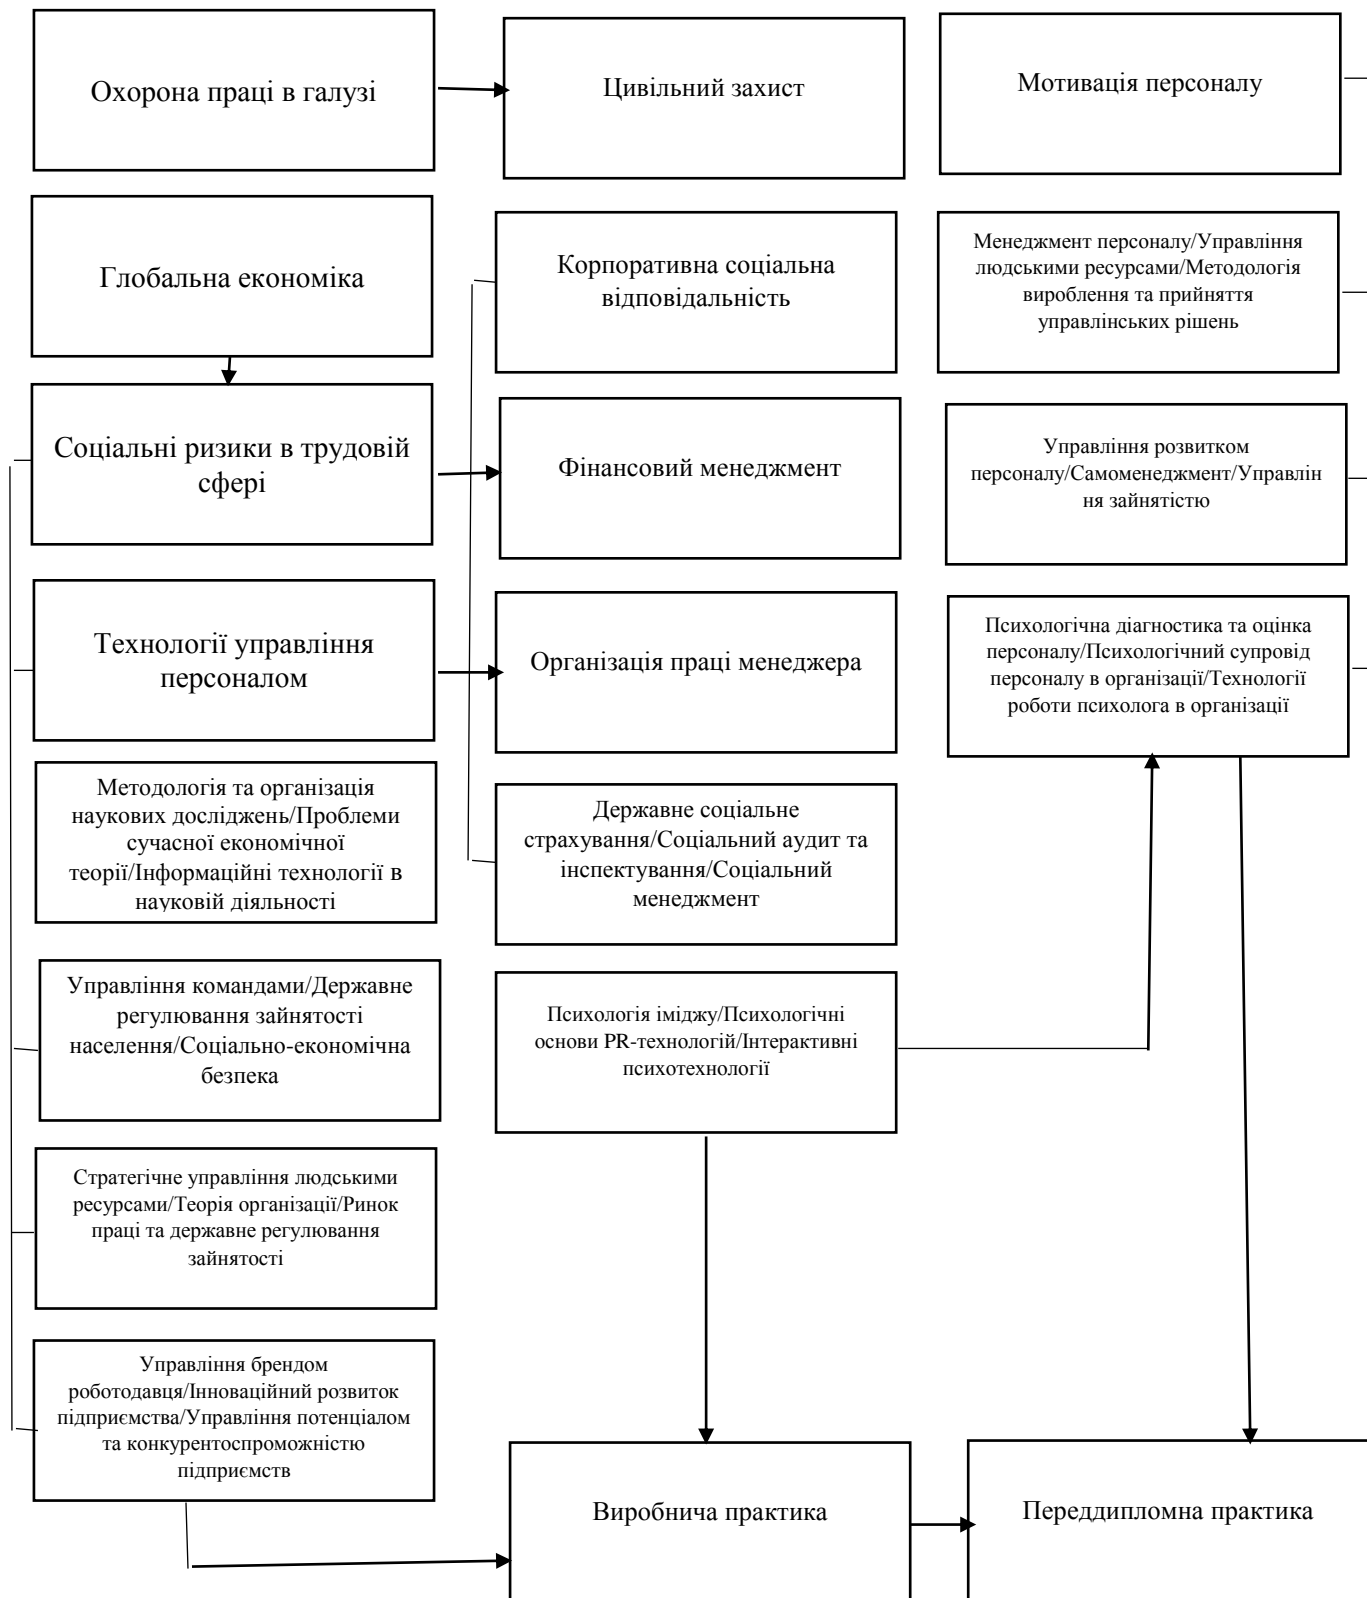 Охорона праці в галузі
Цивільний захист
Мотивація персоналу
Глобальна економіка
Корпоративна соціальна
відповідальність
Менеджмент персоналу/Управління
людськими ресурсами/Методологія
вироблення та прийняття
управлінських рішень
Соціальні ризики в трудовій
сфері
Фінансовий менеджмент
Управління розвитком
персоналу/Самоменеджмент/Управлін
ня зайнятістю
Технології управління
персоналом
Організація праці менеджера
Психологічна діагностика та оцінка
персоналу/Психологічний супровід
персоналу в організації/Технології
роботи психолога в організації
Методологія та організація
наукових досліджень/Проблеми
сучасної економічної
теорії/Інформаційні технології в
науковій діяльності
Державне соціальне
страхування/Соціальний аудит та
інспектування/Соціальний
менеджмент
Управління командами/Державне
регулювання зайнятості
населення/Соціально-економічна
безпека
Психологія іміджу/Психологічні
основи PR-технологій/Інтерактивні
психотехнології
Стратегічне управління людськими
ресурсами/Теорія організації/Ринок
праці та державне регулювання
зайнятості
Управління брендом
роботодавця/Інноваційний розвиток
підприємства/Управління потенціалом
та конкурентоспроможністю
підприємств
Виробнича практика
Переддипломна практика